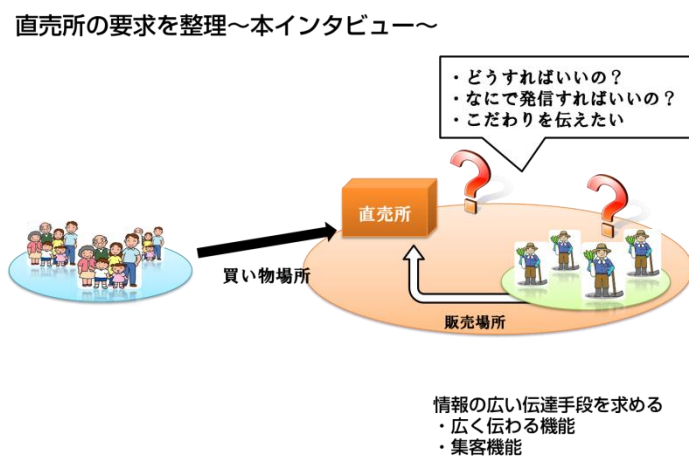 直売所の要求を整理～本インタビュー～
・どうすればいいの？
・なにで発信すればいいの？
・こだわりを伝えたい
直売所
買い物場所
販売場所
情報の広い伝達手段を求める
・広く伝わる機能
・集客機能